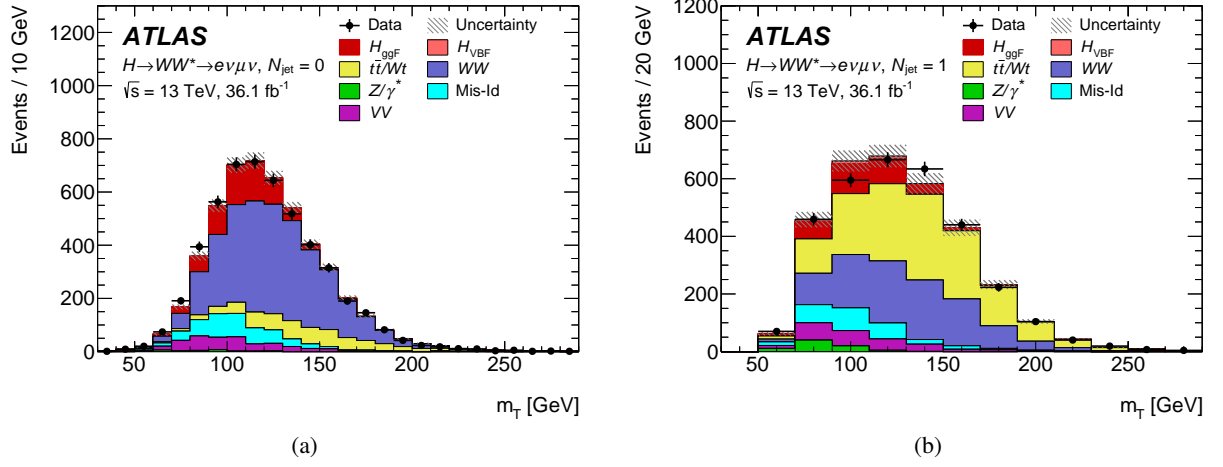 Events / 10 GeV
1200
1000
800
600
400
200
0
50
100
150
200
250
m_T [GeV]
ATLAS
H→WW*→eνμν, N_jet = 0
√s = 13 TeV, 36.1 fb⁻¹
Data
Uncertainty
H_ggF
H_VBF
tt̄/Wt
WW
Z/γ*
Mis-Id
VV
(a)
Events / 20 GeV
1200
1000
800
600
400
200
0
50
100
150
200
250
m_T [GeV]
ATLAS
H→WW*→eνμν, N_jet = 1
√s = 13 TeV, 36.1 fb⁻¹
Data
Uncertainty
H_ggF
H_VBF
tt̄/Wt
WW
Z/γ*
Mis-Id
VV
(b)